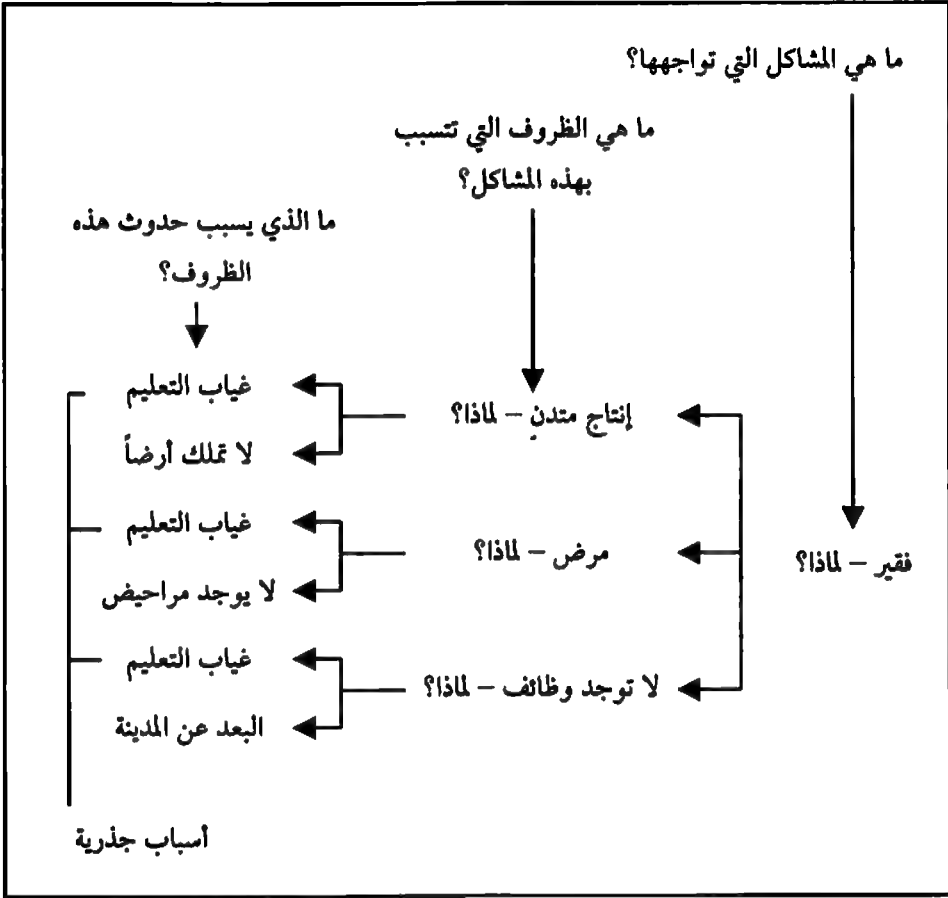 ما هي المشاكل التي تواجهها؟
ما هي الظروف التي تتسبب
بهذه المشاكل؟
ما الذي يسبب حدوث هذه
الظروف؟
فقير – لماذا؟
إنتاج متدنٍ – لماذا؟
غياب التعليم
لا تملك أرضاً
مرض – لماذا؟
غياب التعليم
لا يوجد مراحيض
لا توجد وظائف – لماذا؟
غياب التعليم
البعد عن المدينة
أسباب جذرية